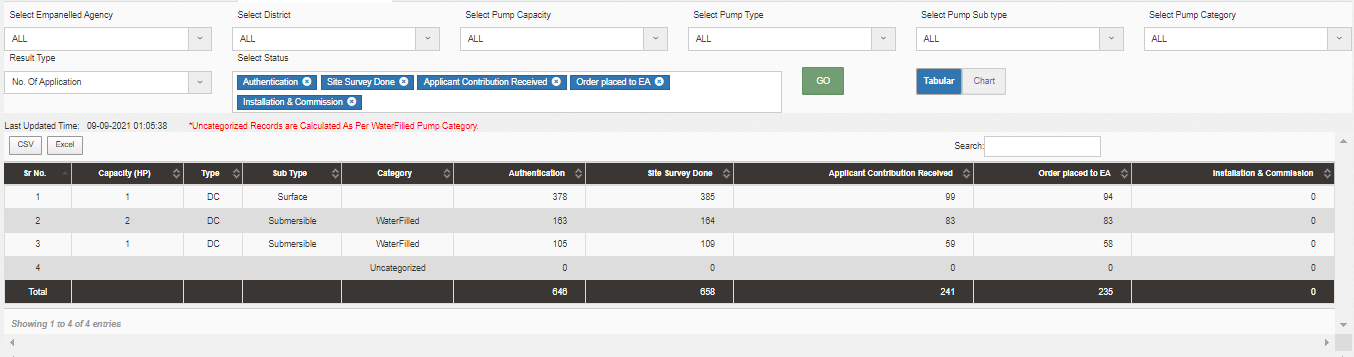 Select Empanelled Agency Select District Select Pump Capacity Select Pump Type Select Pump Sub type Select Pump Category
ALL ALL ALL ALL ALL ALL
Result Type Select Status
No. Of Application Authentication Site Survey Done Applicant Contribution Received Order placed to EA GO Tabular Chart
Installation & Commission
Last Updated Time: 09-09-2021 01:05:38 *Uncategorized Records are Calculated As Per WaterFilled Pump Category.
CSV Excel Search:
Sr No. Capacity (HP) Type Sub Type Category Authentication Site Survey Done Applicant Contribution Received Order placed to EA Installation & Commission
1 1 DC Surface 378 385 99 94 0
2 2 DC Submersible WaterFilled 163 164 83 83 0
3 1 DC Submersible WaterFilled 105 109 59 58 0
4 Uncategorized 0 0 0 0 0
Total 646 658 241 235 0
Showing 1 to 4 of 4 entries